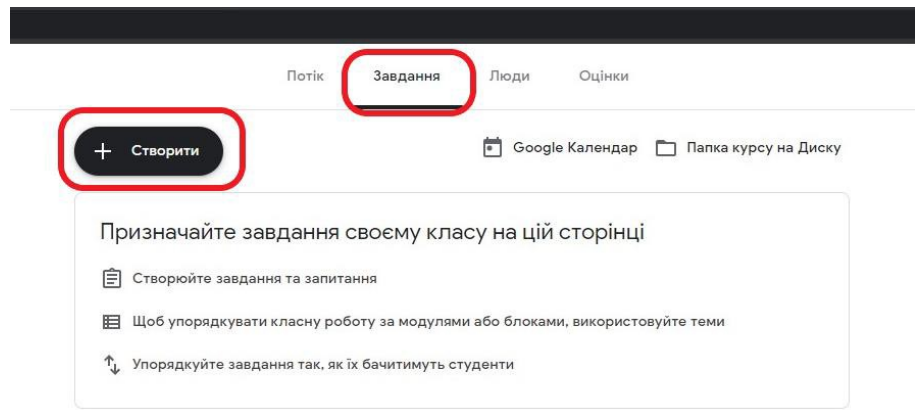 Потік Завдання Люди Оцінки
Створити Google Календар Папка курсу на Диску
Призначайте завдання своєму класу на цій сторінці
Створюйте завдання та запитання
Щоб упорядкувати класну роботу за модулями або блоками, використовуйте теми
Упорядкуйте завдання так, як їх бачитимуть студенти